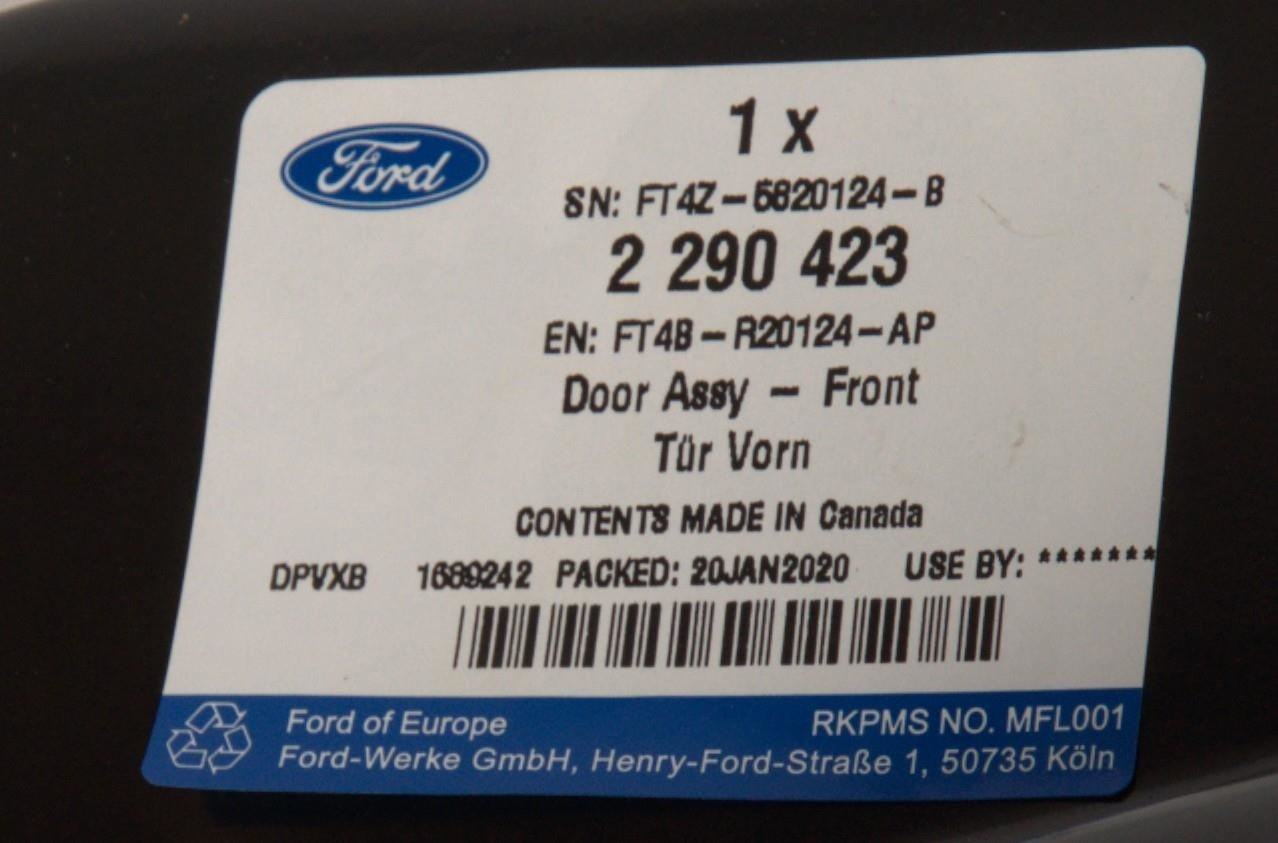 Ford
1 x
SN: FT4Z-5820124-B
2 290 423
EN: FT4B-R20124-AP
Door Assy - Front
Tür Vorn
CONTENTS MADE IN Canada
DPVXB 1689242 PACKED: 20JAN2020 USE BY: *******
Ford of Europe RKPMS NO. MFL001
Ford-Werke GmbH, Henry-Ford-Straße 1, 50735 Köln